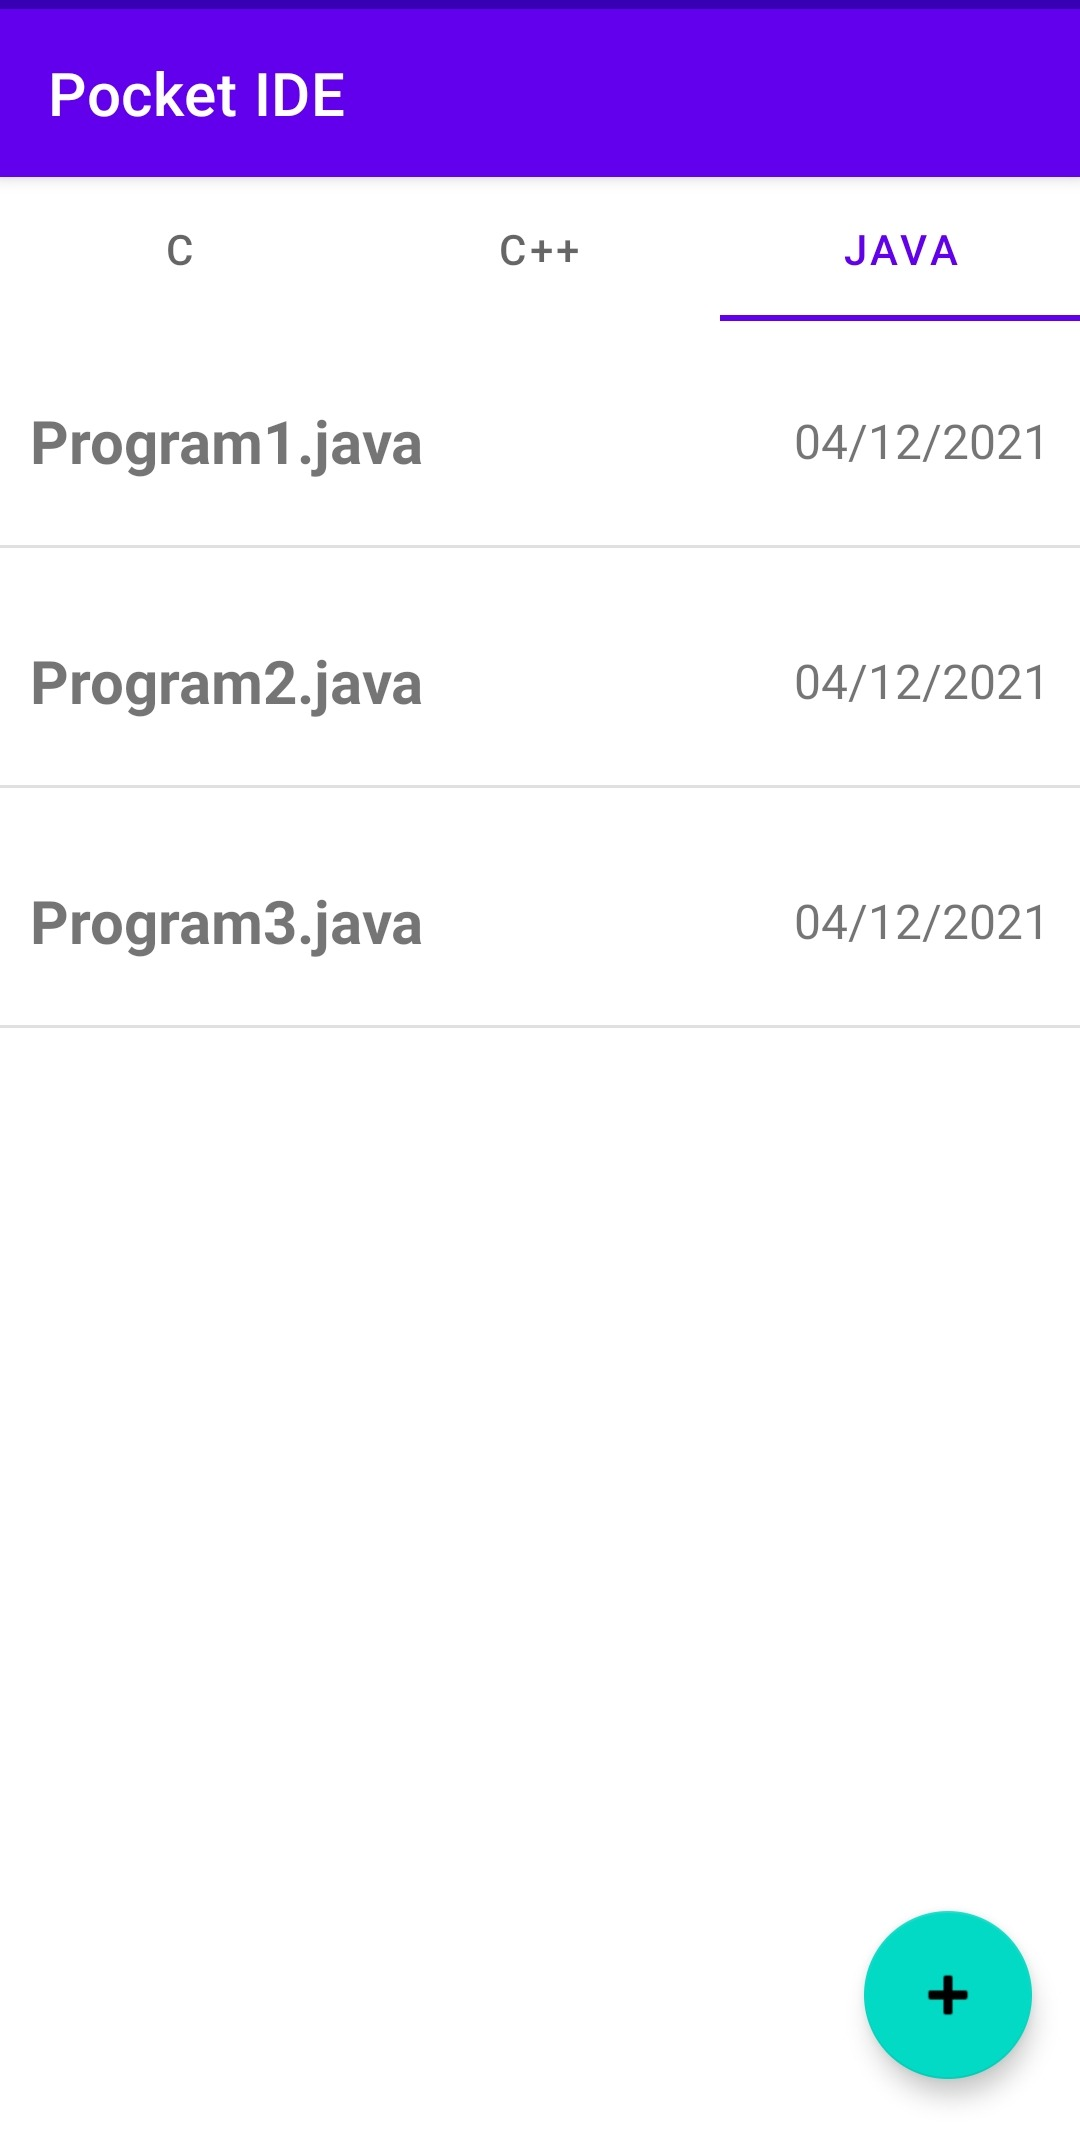 Pocket IDE
C C++ JAVA
Program1.java 04/12/2021
Program2.java 04/12/2021
Program3.java 04/12/2021